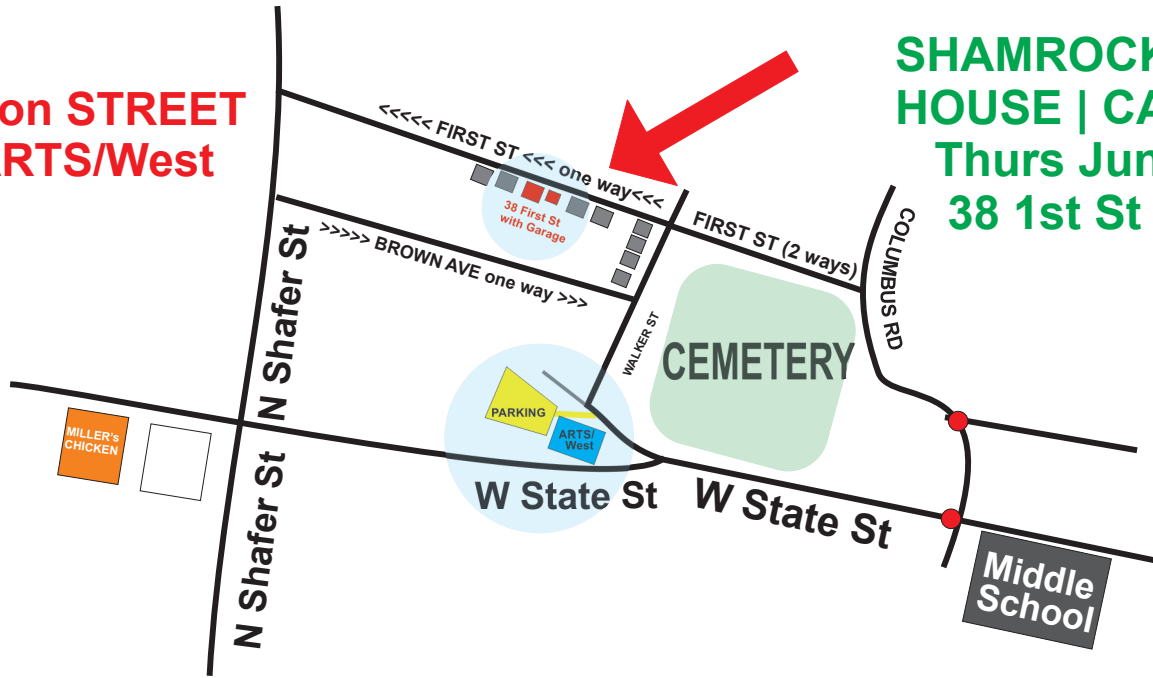 on STREET
ARTS/West
SHAMROCK
HOUSE | CA
Thurs Jun
38 1st St
<<<<< FIRST ST <<< one way<<<
38 First St
with Garage
FIRST ST (2 ways)
COLUMBUS RD
>>>>> BROWN AVE one way >>>
N Shafer St
WALKER ST
CEMETERY
PARKING
ARTS/
West
MILLER's
CHICKEN
W State St
W State St
N Shafer St
Middle
School